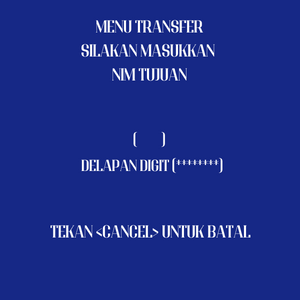 MENU TRANSFER
SILAKAN MASUKKAN
NIM TUJUAN
(      )
DELAPAN DIGIT (********)
TEKAN <CANCEL> UNTUK BATAL